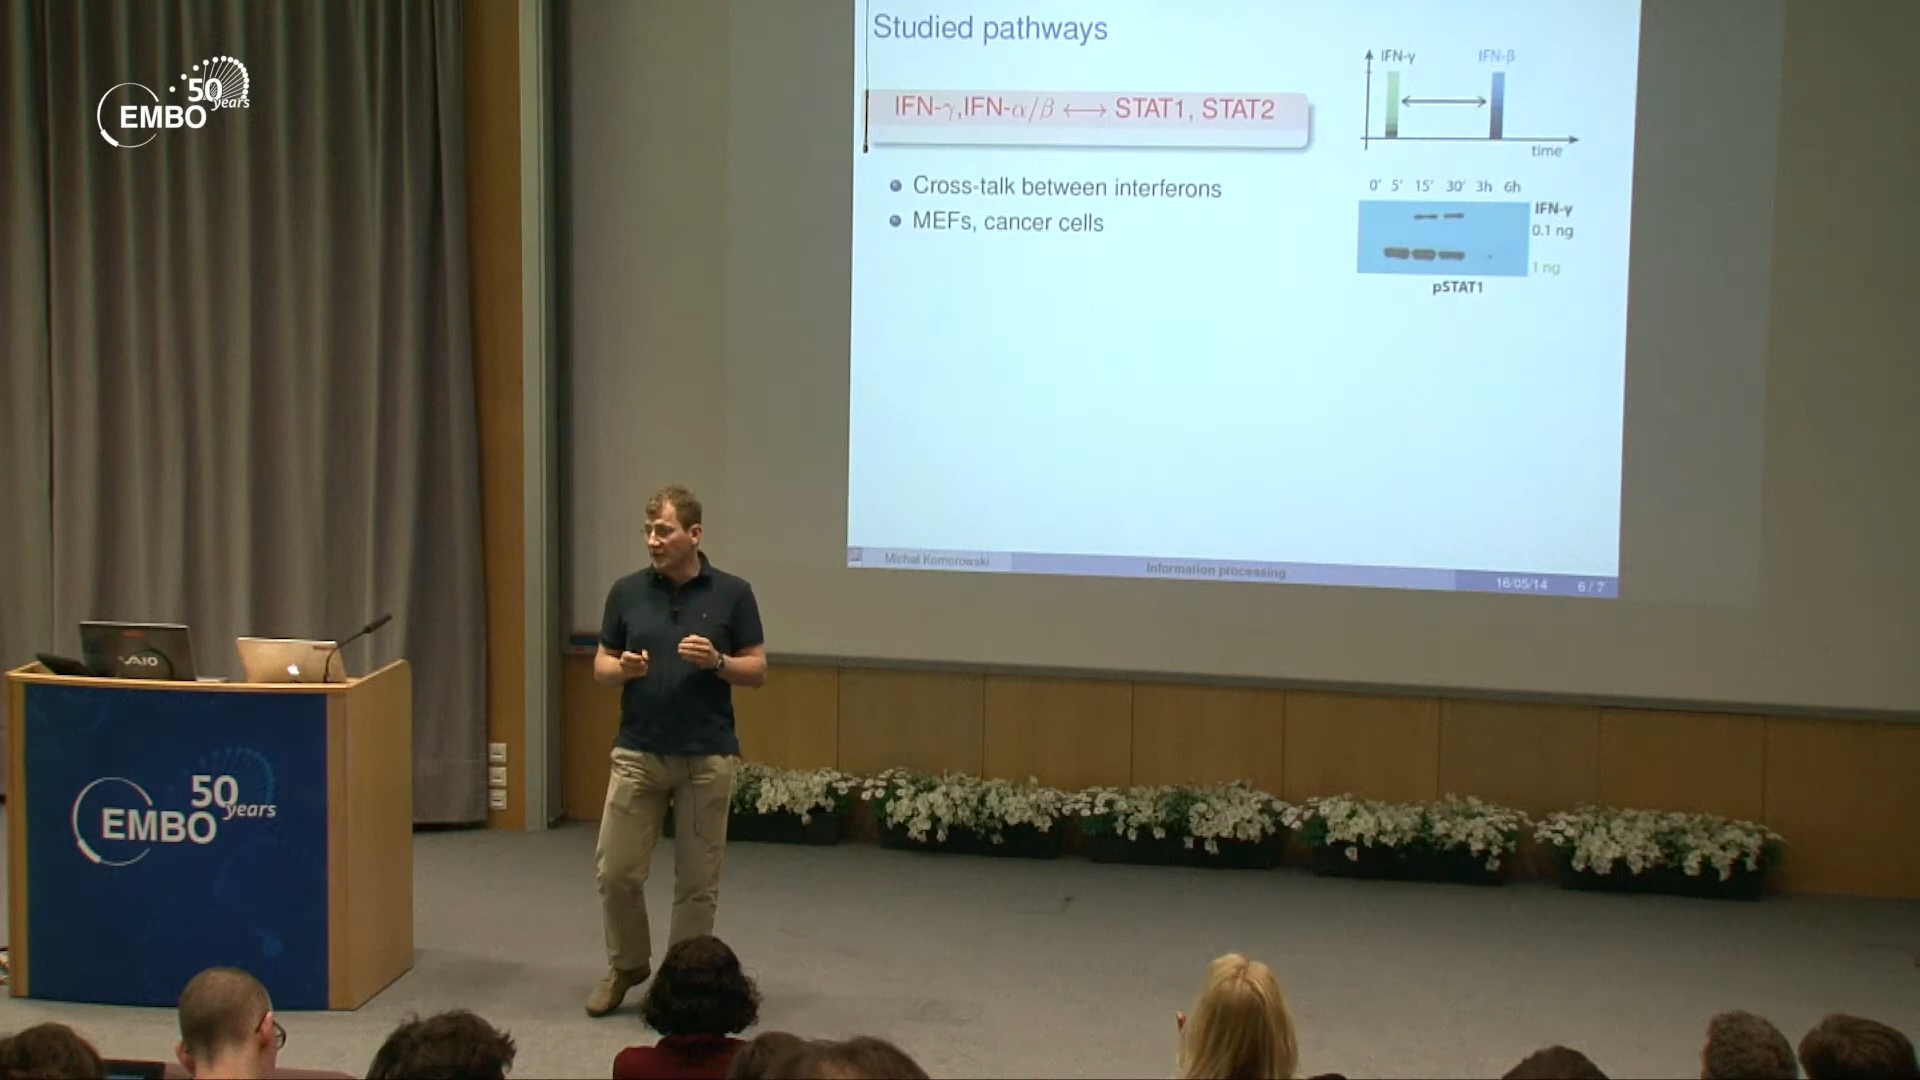 50
years
EMBO
Studied pathways
IFN-γ,IFN-α/β ⟷ STAT1, STAT2
Cross-talk between interferons
MEFs, cancer cells
IFN-γ
IFN-β
time
0' 5' 15' 30' 3h 6h
IFN-γ
0.1 ng
1 ng
pSTAT1
Michał Komorowski
Information processing
16/05/14
6 / 7
VAIO
50
years
EMBO